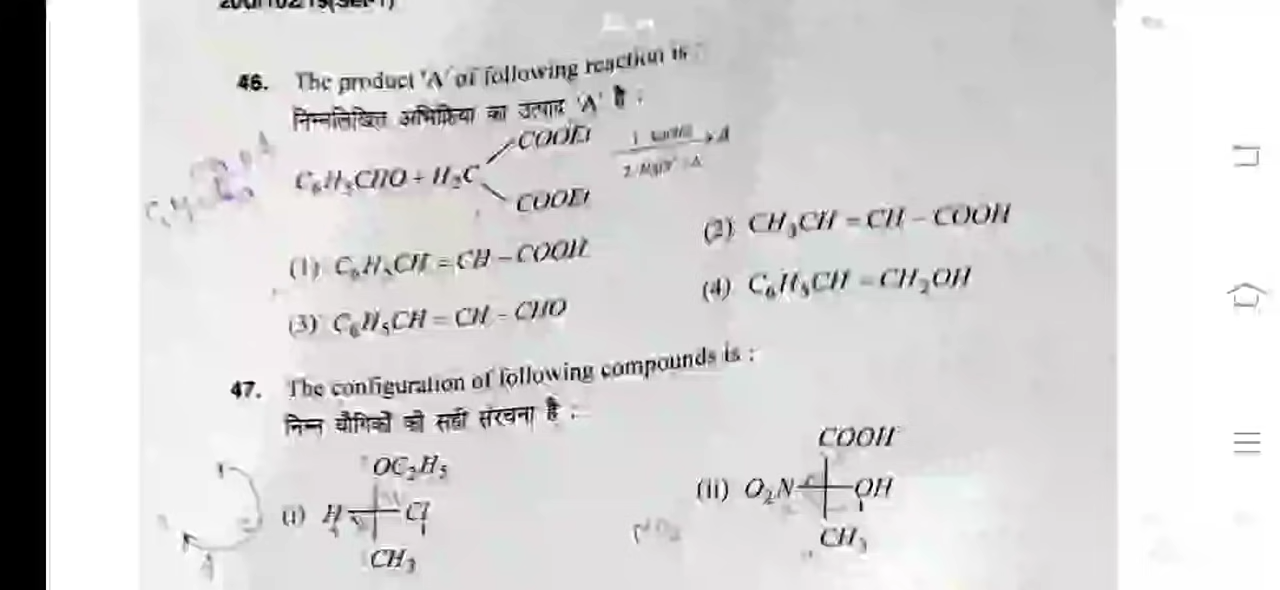 46. The product 'A' of following reaction is :
निम्नलिखित अभिक्रिया का उत्पाद 'A' है :
COOEt
C₆H₅CHO + H₂C → A
COOEt
(1) C₆H₅CH = CH – COOH (2) CH₃CH = CH – COOH
(3) C₆H₅CH = CH – CHO (4) C₆H₅CH = CH₂OH
47. The configuration of following compounds is :
निम्न यौगिकों की सही संरचना है :
OC₂H₅ COOH
(i) H Cl (ii) O₂N OH
CH₃ CH₃